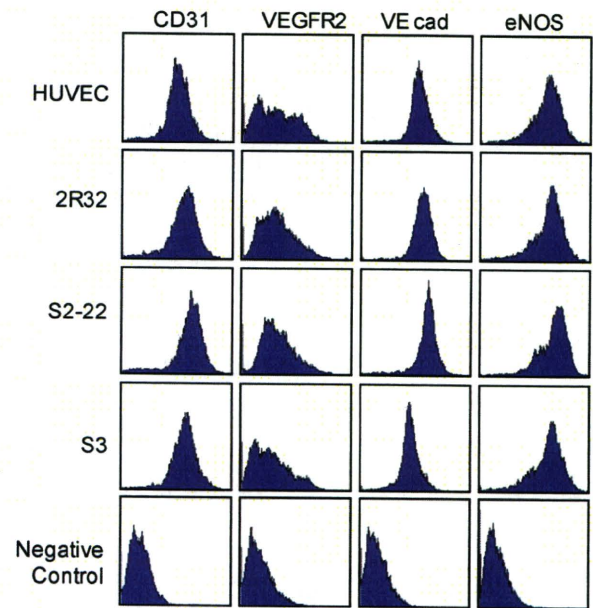 CD31 VEGFR2 VE cad eNOS
HUVEC
2R32
S2-22
S3
Negative
Control